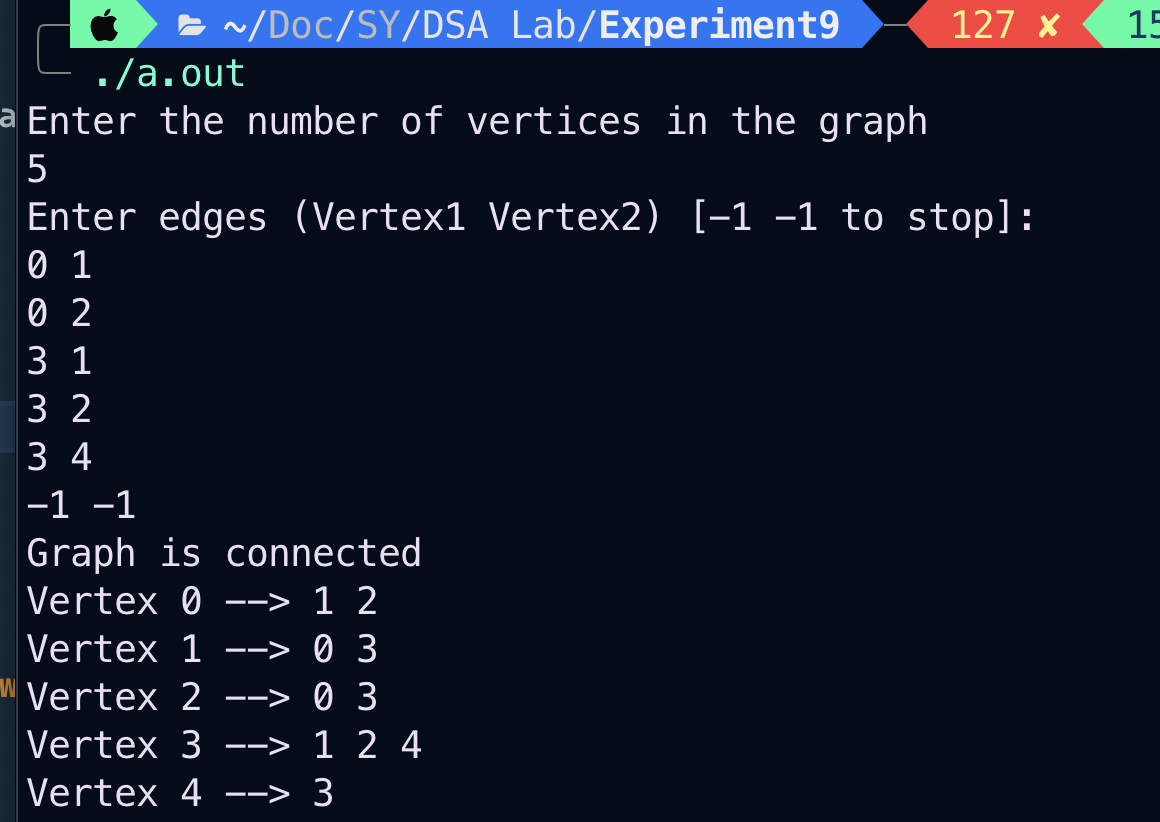 ~/Doc/SY/DSA Lab/Experiment9 127 ✘ 15
./a.out
a
Enter the number of vertices in the graph
5
Enter edges (Vertex1 Vertex2) [-1 -1 to stop]:
0 1
0 2
3 1
3 2
3 4
-1 -1
Graph is connected
Vertex 0 --> 1 2
Vertex 1 --> 0 3
w
Vertex 2 --> 0 3
Vertex 3 --> 1 2 4
Vertex 4 --> 3